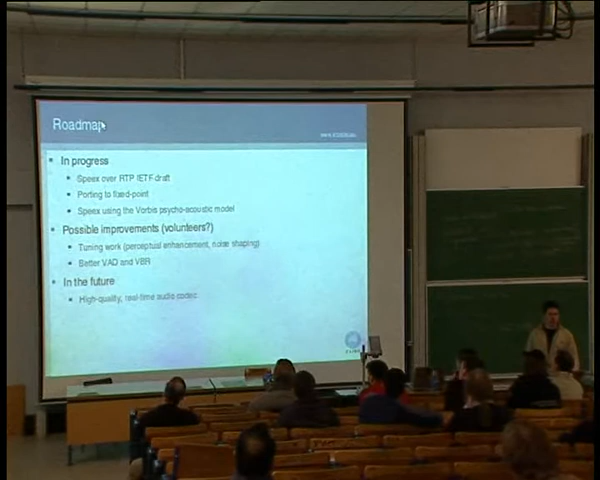 Roadmap
In progress
Speex over RTP IETF draft
Porting to fixed-point
Speex using the Vorbis psycho-acoustic model
Possible improvements (volunteers?)
Tuning work (perceptual enhancement, noise shaping)
Better VAD and VBR
In the future
High-quality, real-time audio codec